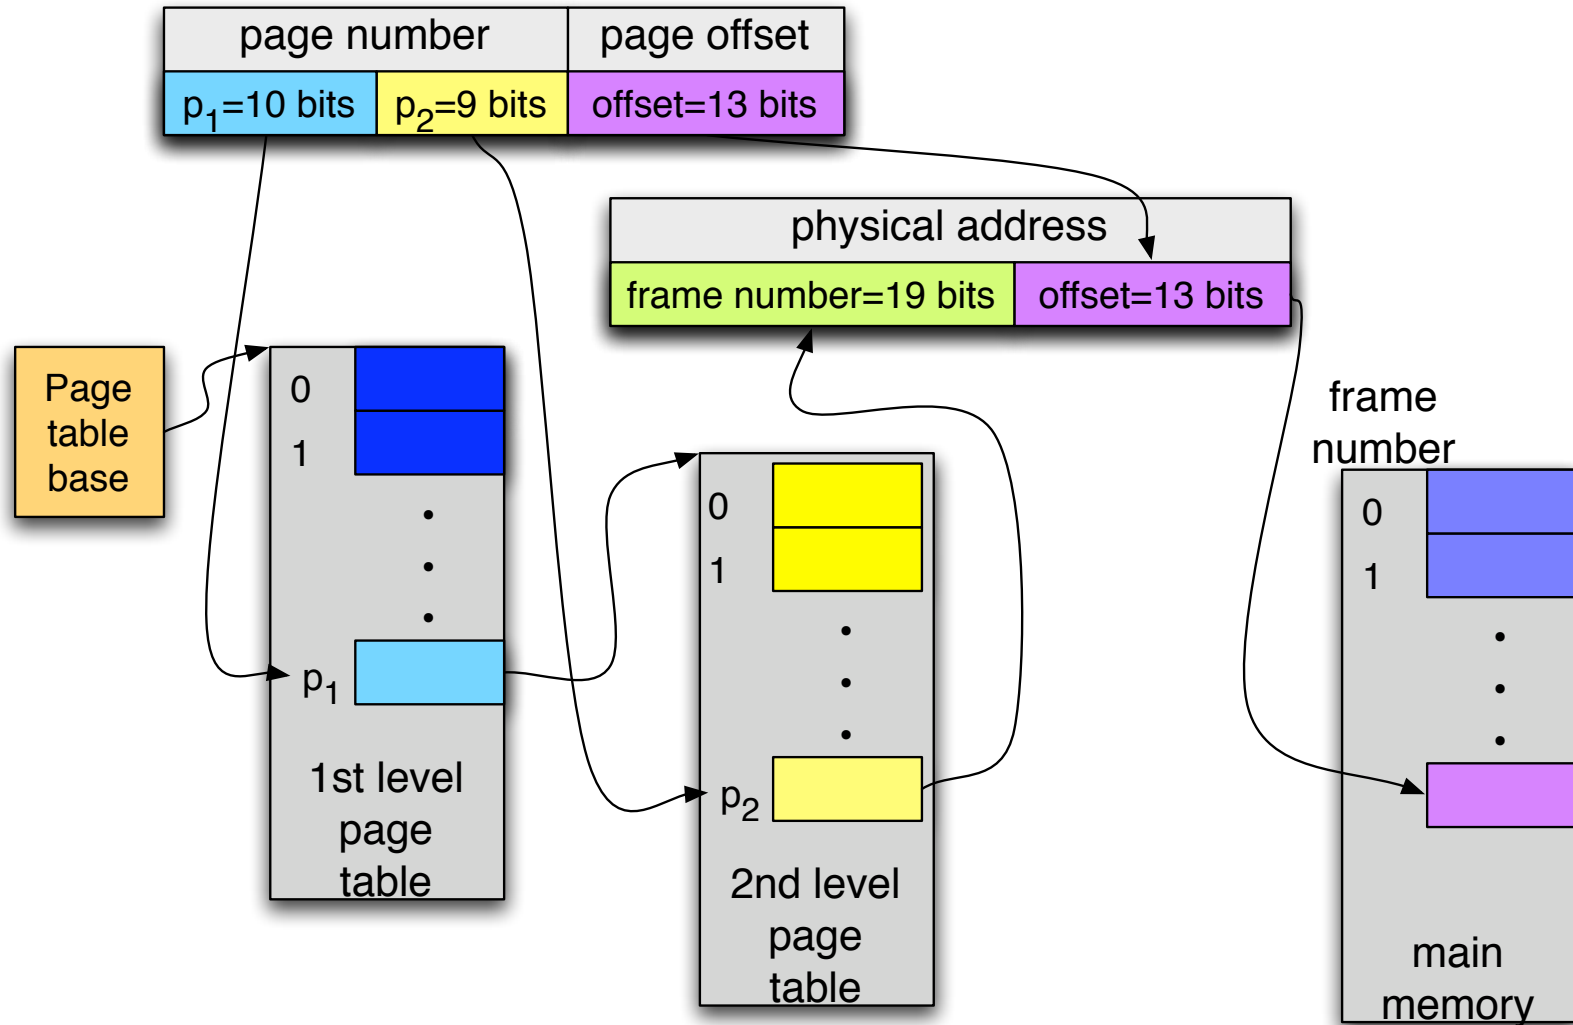 page number page offset
p₁=10 bits p₂=9 bits offset=13 bits
physical address
frame number=19 bits offset=13 bits
Page
table
base
0
1
p₁
1st level
page
table
0
1
p₂
2nd level
page
table
frame
number
0
1
main
memory